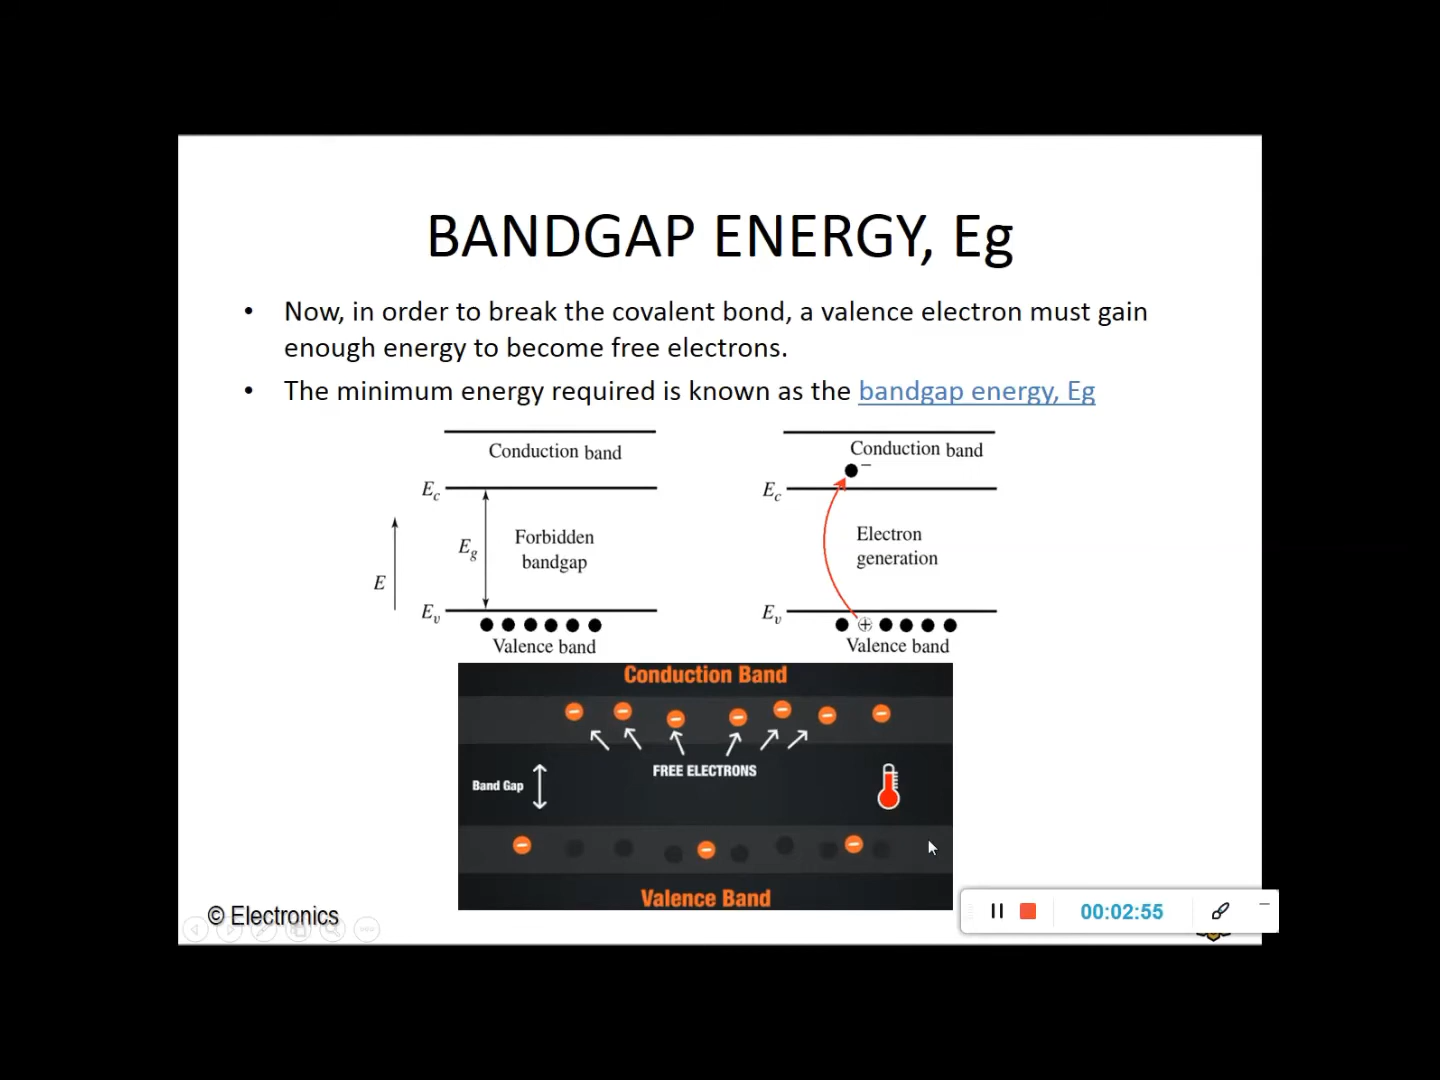 BANDGAP ENERGY, Eg
• Now, in order to break the covalent bond, a valence electron must gain
enough energy to become free electrons.
• The minimum energy required is known as the bandgap energy, Eg
Conduction band
Ec
E
Eg
Forbidden
bandgap
Ev
Valence band
Conduction band
−
Ec
Electron
generation
Ev
+
Valence band
Conduction Band
FREE ELECTRONS
Band Gap
Valence Band
© Electronics
00:02:55